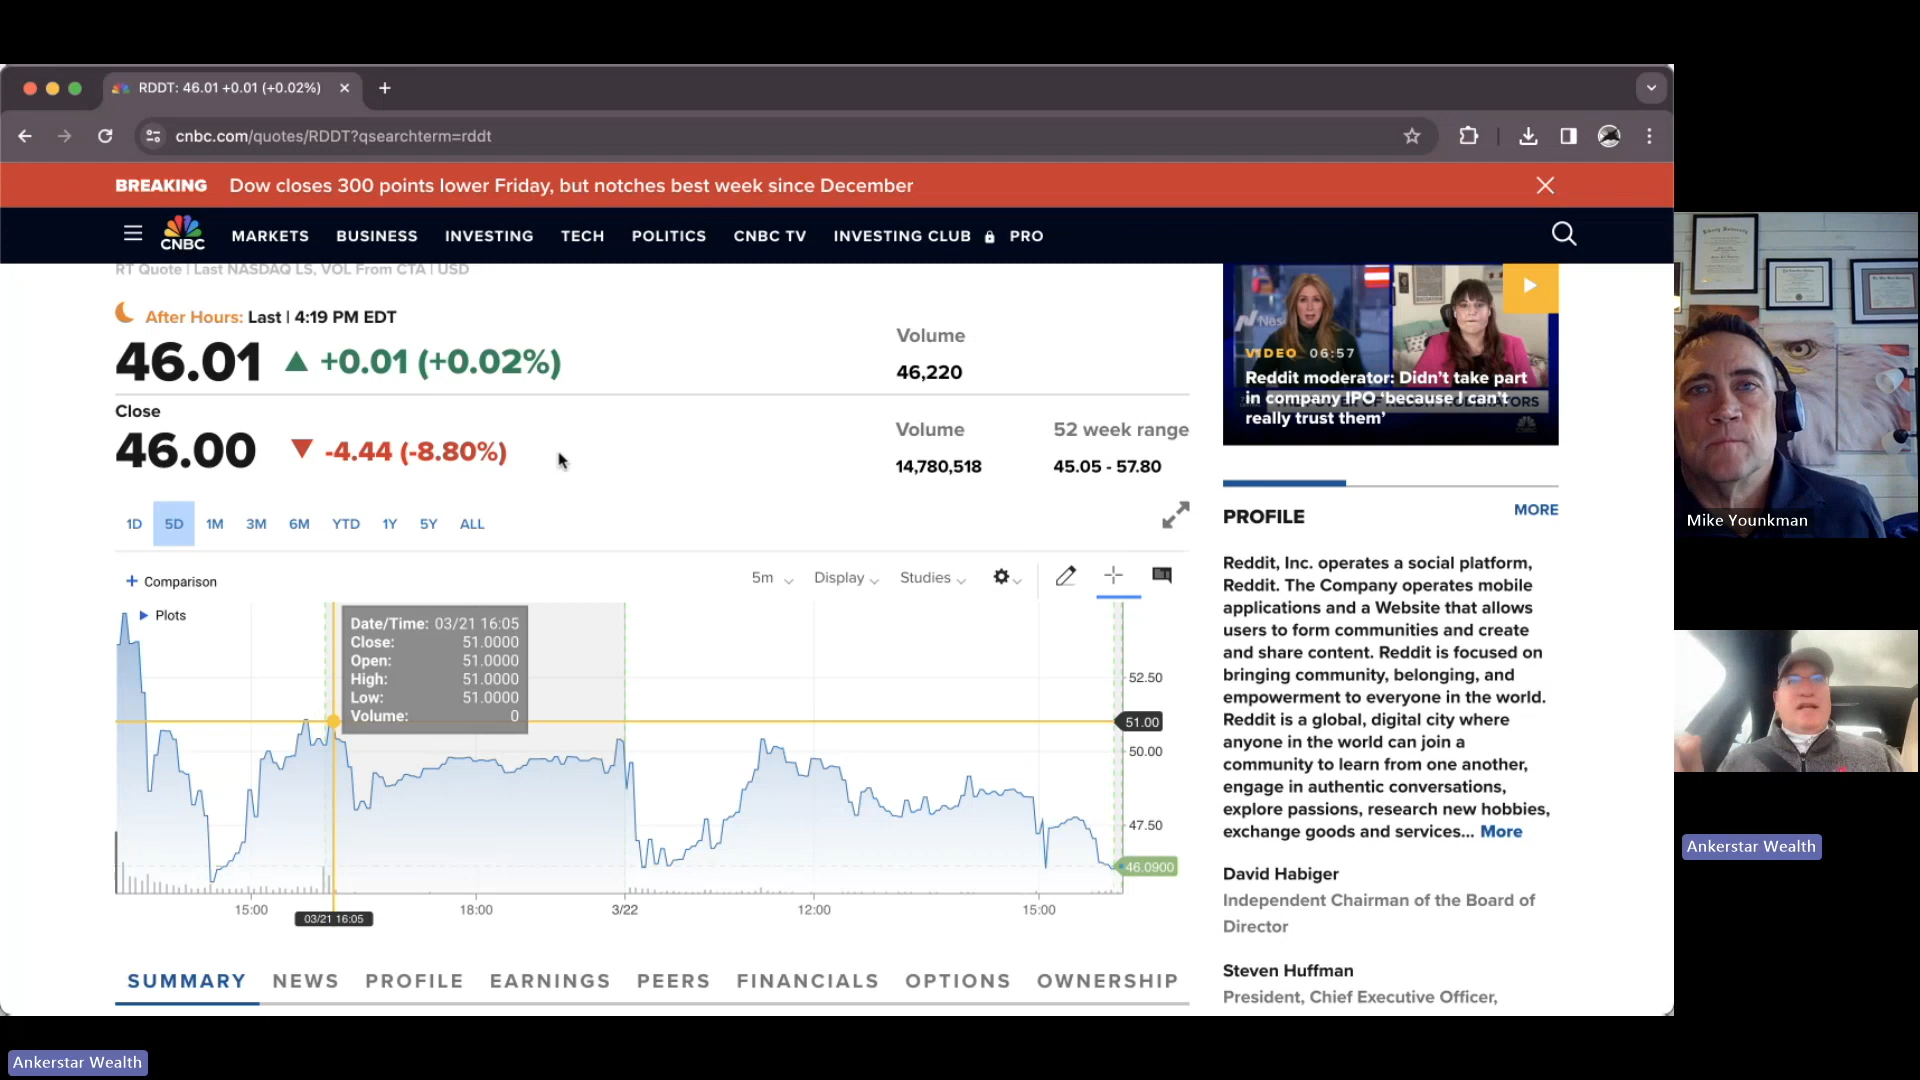 RDDT: 46.01 +0.01 (+0.02%)
cnbc.com/quotes/RDDT?qsearchterm=rddt
BREAKING Dow closes 300 points lower Friday, but notches best week since December
CNBC MARKETS BUSINESS INVESTING TECH POLITICS CNBC TV INVESTING CLUB PRO
RT Quote | Last NASDAQ LS, VOL From CTA | USD
After Hours: Last | 4:19 PM EDT
46.01 +0.01 (+0.02%)
Volume
46,220
Close
46.00 -4.44 (-8.80%)
Volume
14,780,518
52 week range
45.05 - 57.80
1D 5D 1M 3M 6M YTD 1Y 5Y ALL
+ Comparison 5m Display Studies
Plots
Date/Time: 03/21 16:05
Close: 51.0000
Open: 51.0000
High: 51.0000
Low: 51.0000
Volume: 0
52.50
51.00
50.00
47.50
46.0900
15:00 18:00 3/22 12:00 15:00
03/21 16:05
SUMMARY NEWS PROFILE EARNINGS PEERS FINANCIALS OPTIONS OWNERSHIP
VIDEO 06:57
Reddit moderator: Didn't take part
in company IPO 'because I can't
really trust them'
PROFILE MORE
Reddit, Inc. operates a social platform,
Reddit. The Company operates mobile
applications and a Website that allows
users to form communities and create
and share content. Reddit is focused on
bringing community, belonging, and
empowerment to everyone in the world.
Reddit is a global, digital city where
anyone in the world can join a
community to learn from one another,
engage in authentic conversations,
explore passions, research new hobbies,
exchange goods and services... More
David Habiger
Independent Chairman of the Board of
Director
Steven Huffman
President, Chief Executive Officer,
Mike Younkman
Ankerstar Wealth
Ankerstar Wealth